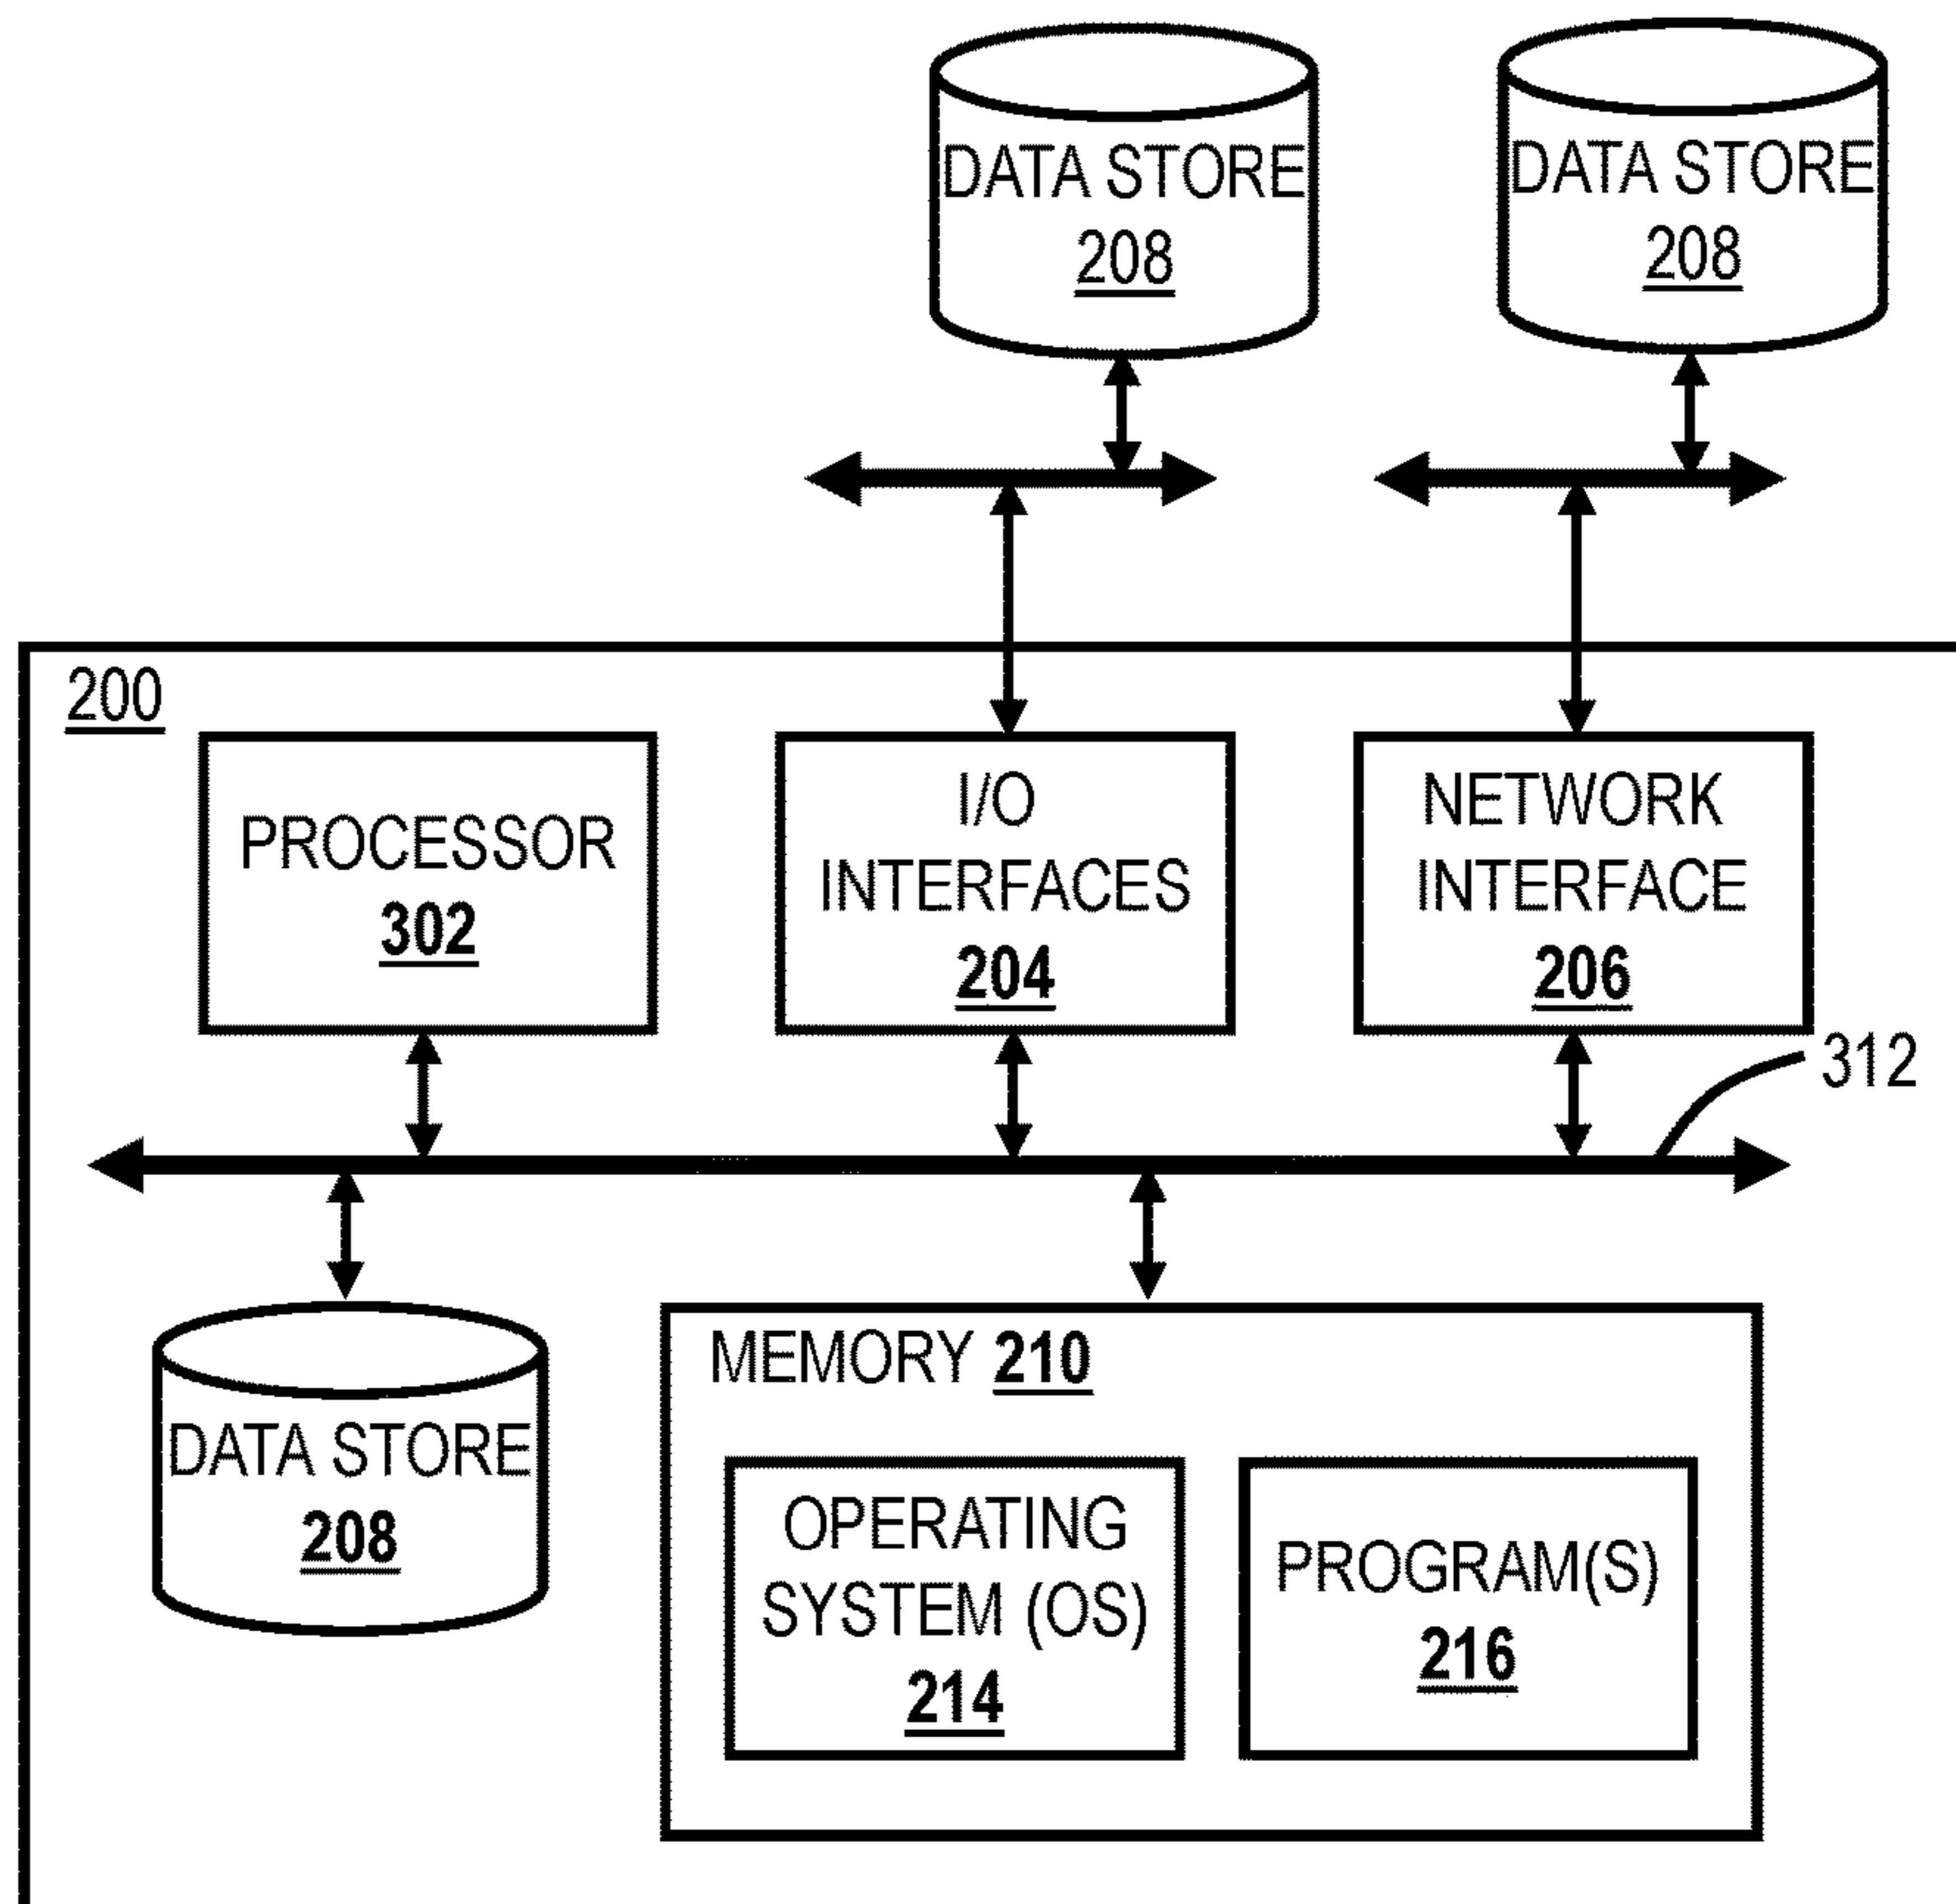 DATA STORE
208
DATA STORE
208
200
PROCESSOR
302
I/O
INTERFACES
204
NETWORK
INTERFACE
206
312
DATA STORE
208
MEMORY 210
OPERATING
SYSTEM (OS)
214
PROGRAM(S)
216